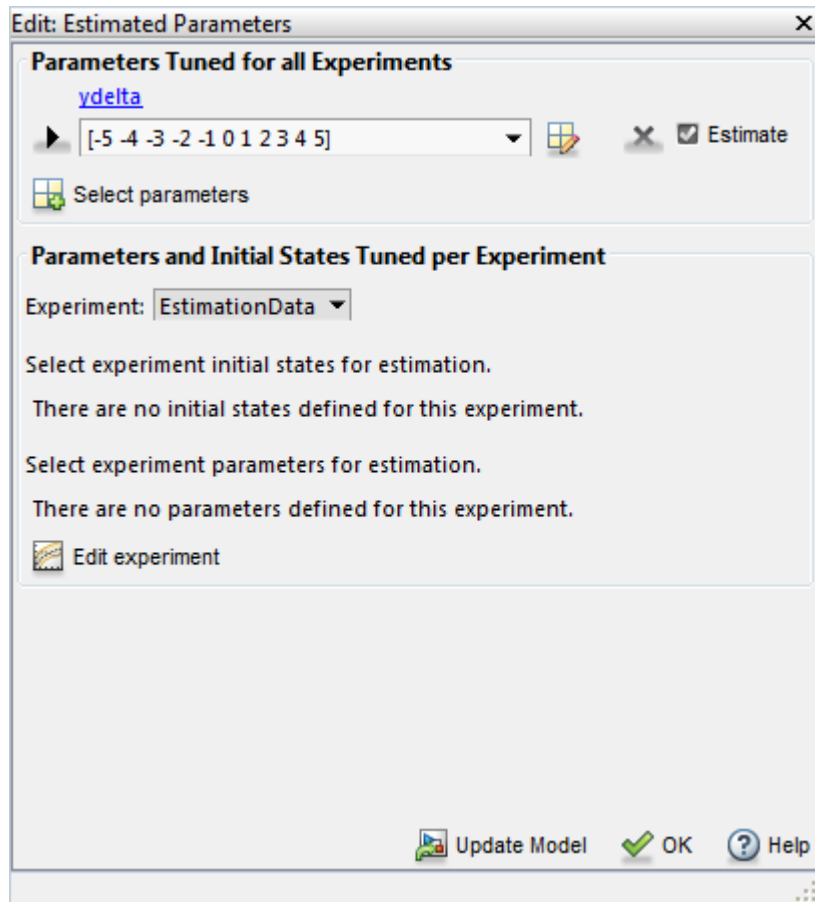 Edit: Estimated Parameters
Parameters Tuned for all Experiments
ydelta
[-5 -4 -3 -2 -1 0 1 2 3 4 5] Estimate
Select parameters
Parameters and Initial States Tuned per Experiment
Experiment: EstimationData
Select experiment initial states for estimation.
There are no initial states defined for this experiment.
Select experiment parameters for estimation.
There are no parameters defined for this experiment.
Edit experiment
Update Model OK Help